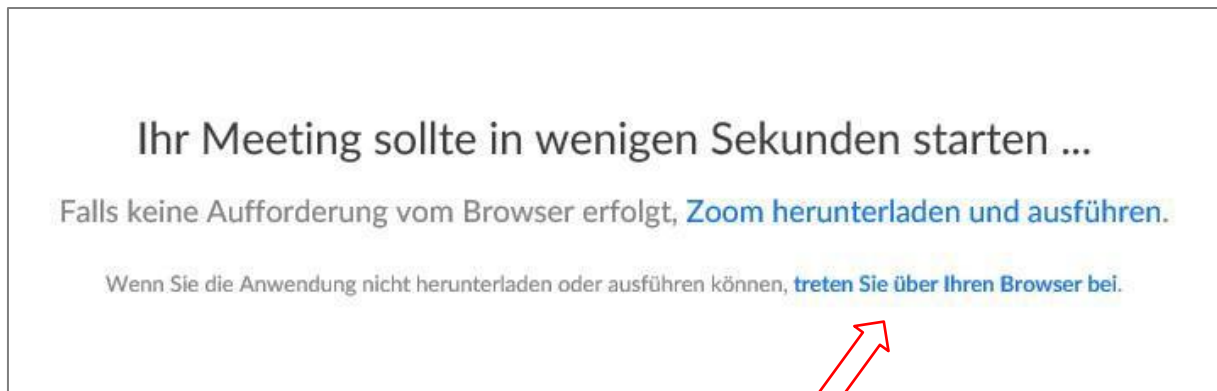 Ihr Meeting sollte in wenigen Sekunden starten ...
Falls keine Aufforderung vom Browser erfolgt, Zoom herunterladen und ausführen.
Wenn Sie die Anwendung nicht herunterladen oder ausführen können, treten Sie über Ihren Browser bei.